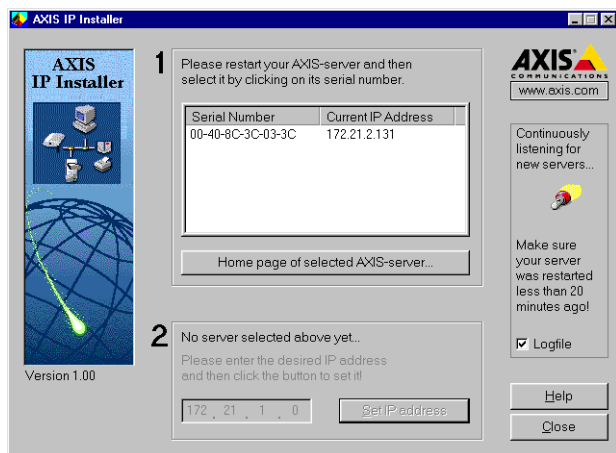 AXIS IP Installer
AXIS
IP Installer
Version 1.00
1
Please restart your AXIS-server and then
select it by clicking on its serial number.
Serial Number Current IP Address
00-40-8C-3C-03-3C 172.21.2.131
Home page of selected AXIS-server...
2
No server selected above yet...
Please enter the desired IP address
and then click the button to set it!
172 . 21 . 1 . 0
Set IP address
AXIS
COMMUNICATIONS
www.axis.com
Continuously
listening for
new servers...
Make sure
your server
was restarted
less than 20
minutes ago!
Logfile
Help
Close